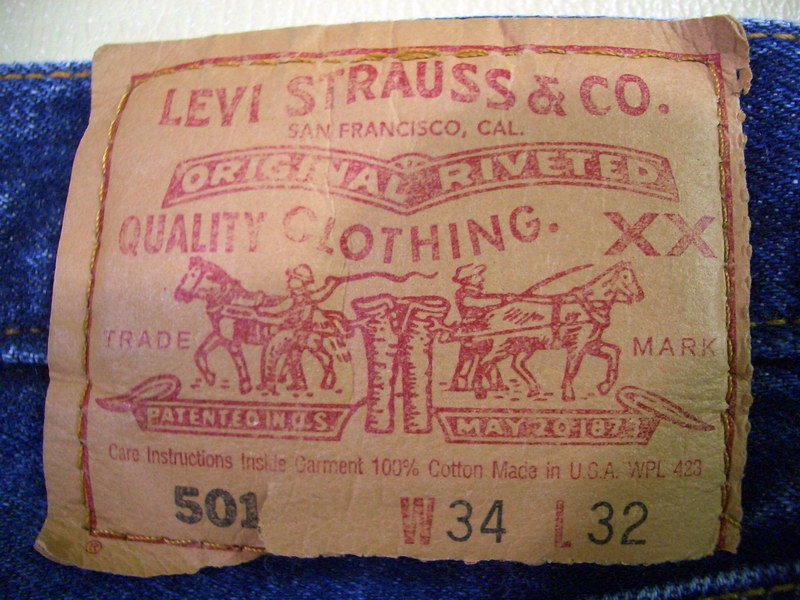 LEVI STRAUSS & CO.
SAN FRANCISCO, CAL.
ORIGINAL RIVETED
QUALITY CLOTHING. XX
TRADE MARK
PATENTED IN U.S. MAY 20 1873
Care Instructions Inside Garment 100% Cotton Made in U.S.A. WPL 423
501 W 34 L 32
®